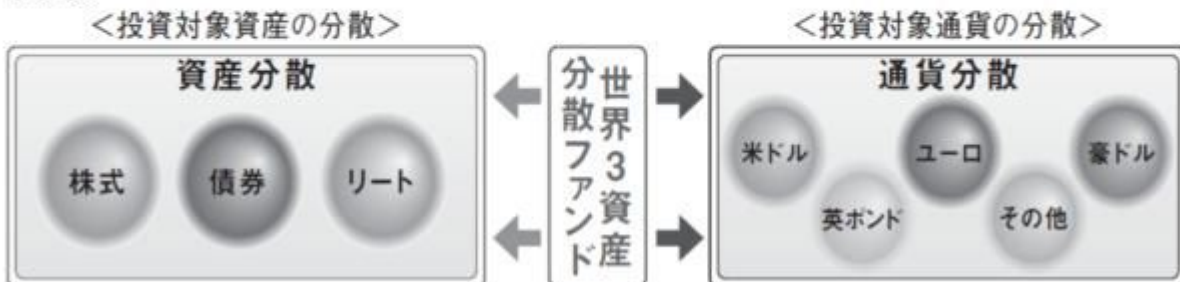 <投資対象資産の分散>
資産分散
株式
債券
リート
世界3資産
分散ファンド
<投資対象通貨の分散>
通貨分散
米ドル
ユーロ
豪ドル
英ポンド
その他